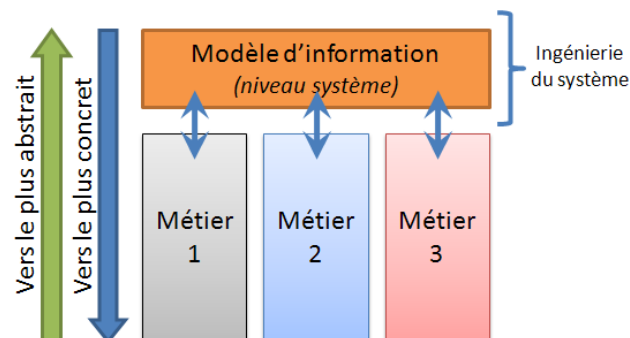 Modèle d'information
(niveau système)
Ingénierie
du système
Vers le plus abstrait
Vers le plus concret
Métier
1
Métier
2
Métier
3